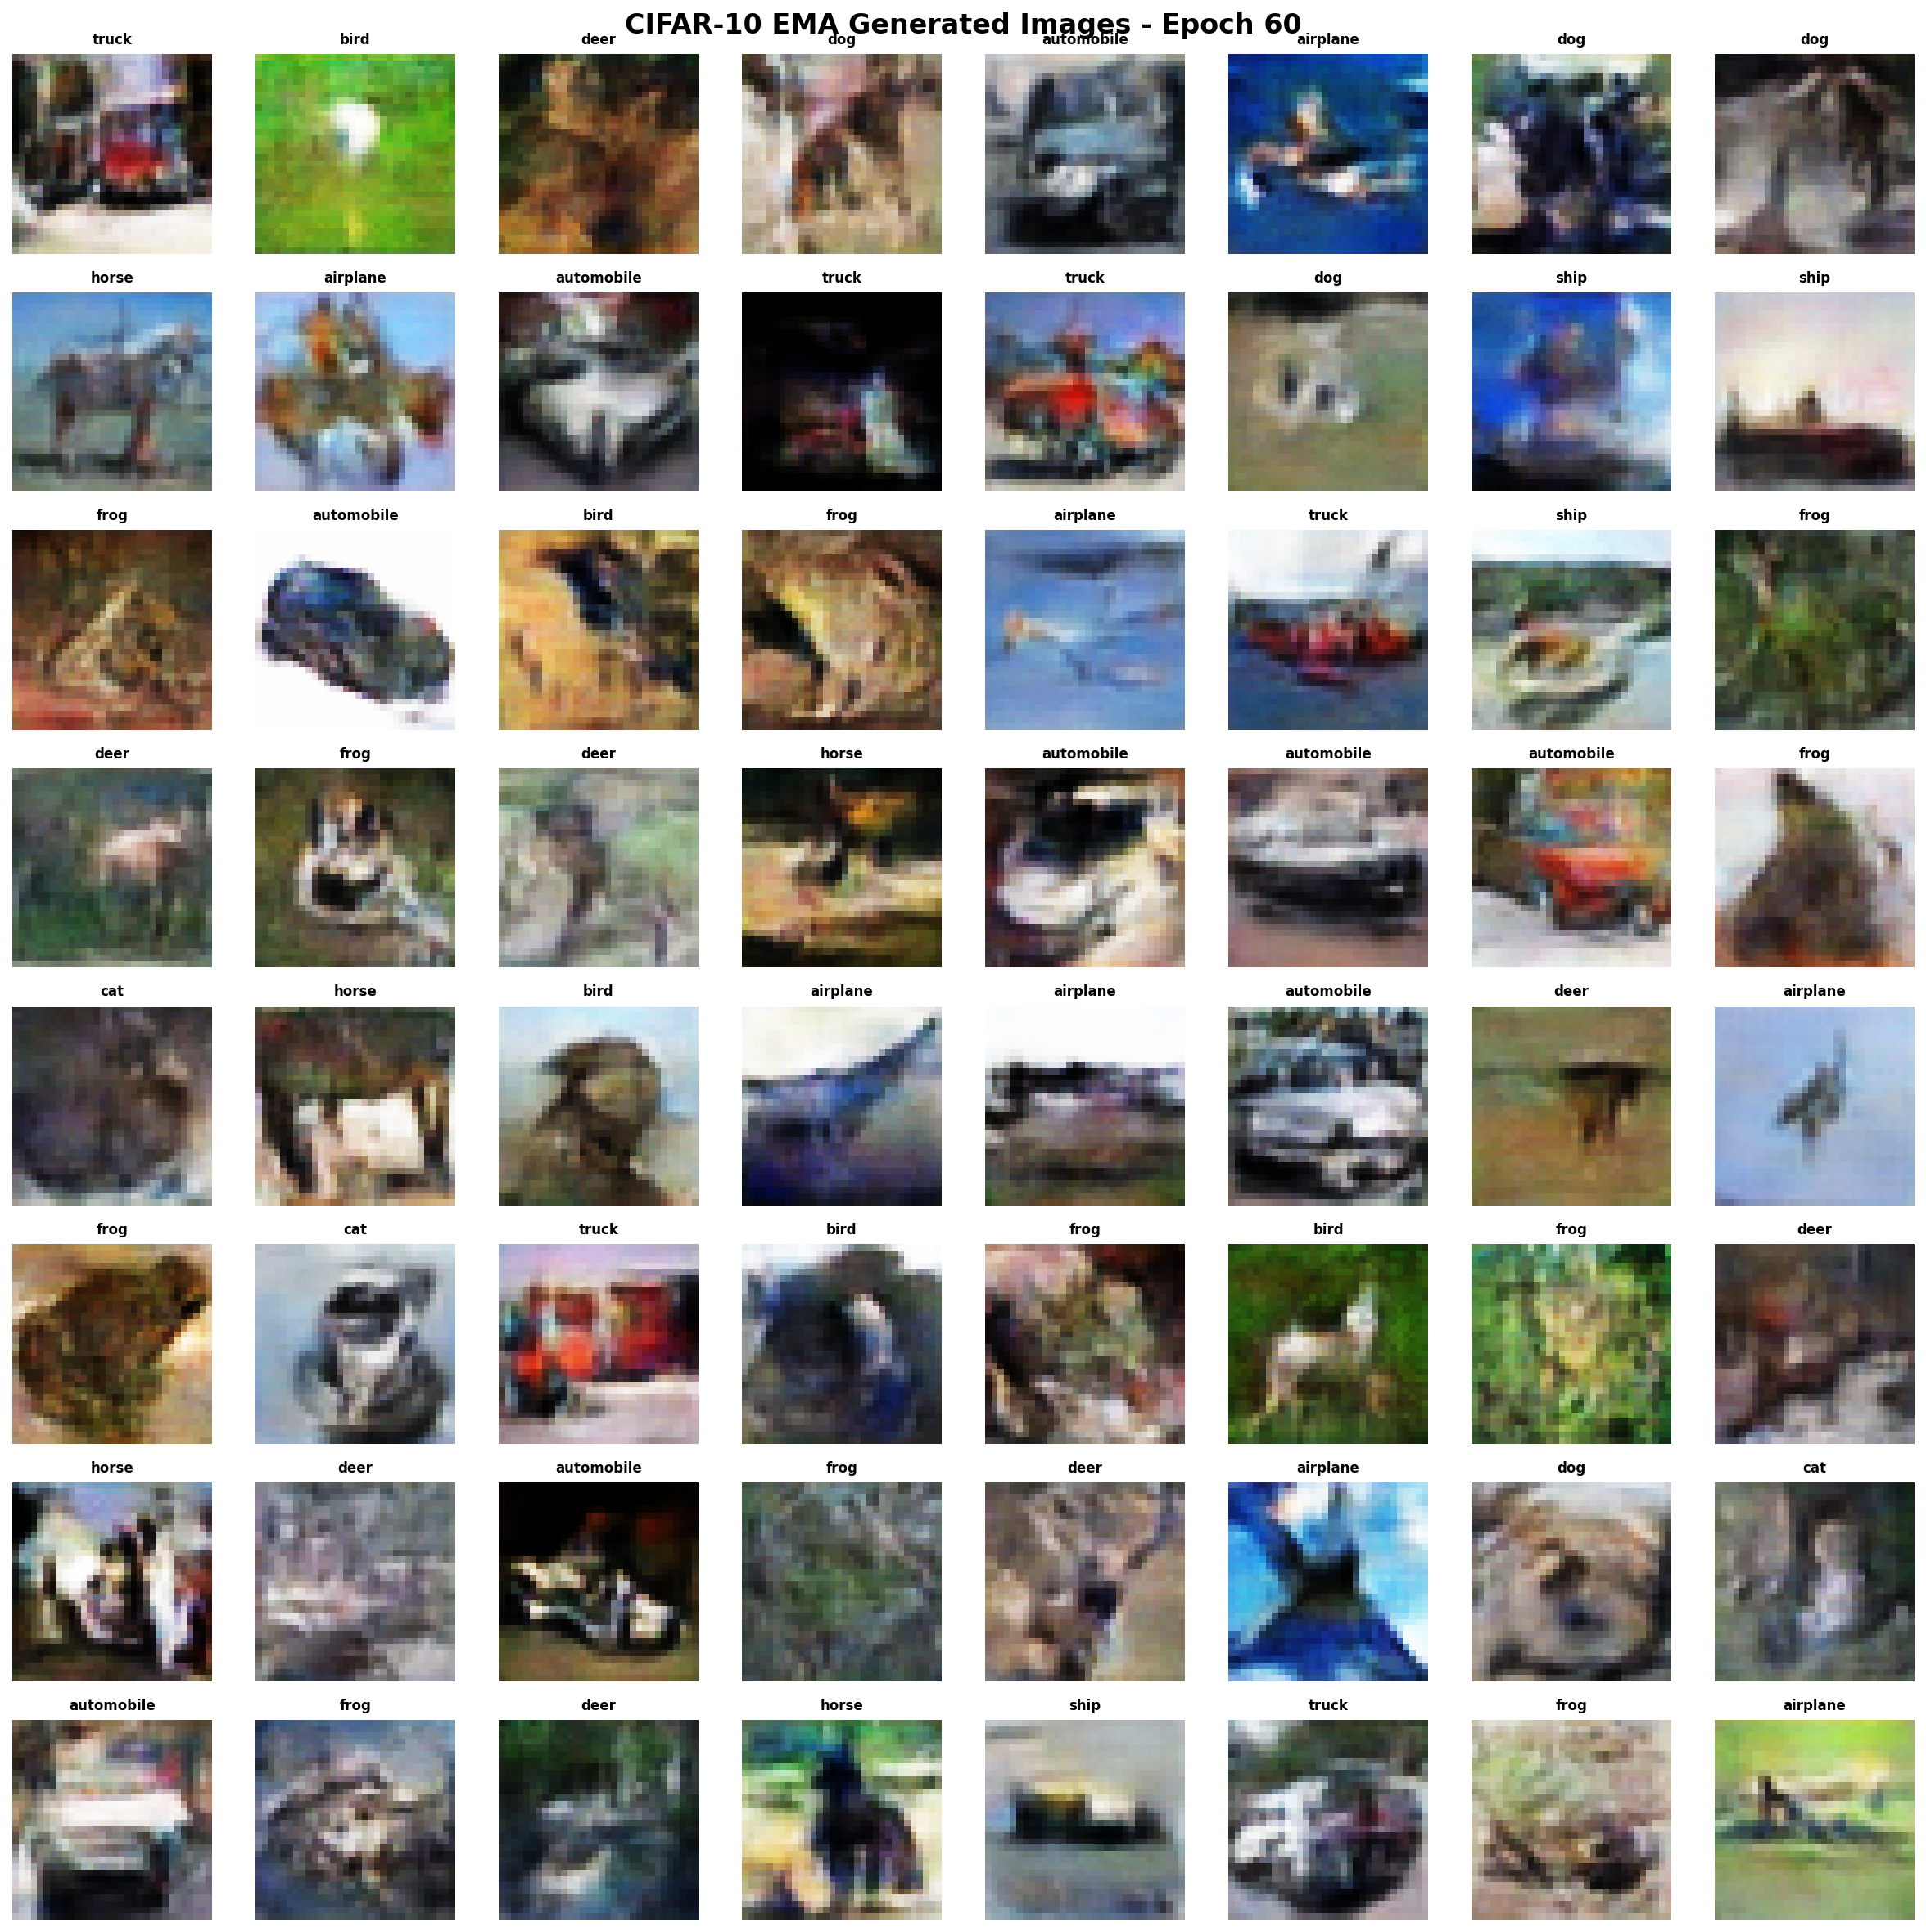 CIFAR-10 EMA Generated Images - Epoch 60
truck bird deer dog automobile airplane dog dog
horse airplane automobile truck truck dog ship ship
frog automobile bird frog airplane truck ship frog
deer frog deer horse automobile automobile automobile frog
cat horse bird airplane airplane automobile deer airplane
frog cat truck bird frog bird frog deer
horse deer automobile frog deer airplane dog cat
automobile frog deer horse ship truck frog airplane